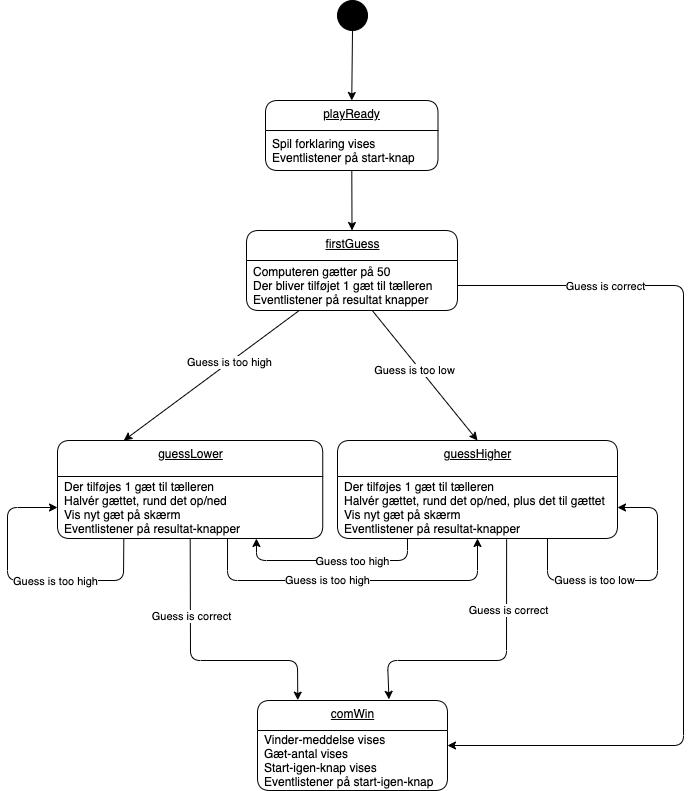 playReady
Spil forklaring vises
Eventlistener på start-knap
firstGuess
Computeren gætter på 50
Der bliver tilføjet 1 gæt til tælleren
Eventlistener på resultat knapper
Guess is correct
Guess is too high
Guess is too low
guessLower
Der tilføjes 1 gæt til tælleren
Halvér gættet, rund det op/ned
Vis nyt gæt på skærm
Eventlistener på resultat-knapper
guessHigher
Der tilføjes 1 gæt til tælleren
Halvér gættet, rund det op/ned, plus det til gættet
Vis nyt gæt på skærm
Eventlistener på resultat-knapper
Guess too high
Guess is too high
Guess is too high
Guess is too low
Guess is correct
Guess is correct
comWin
Vinder-meddelse vises
Gæt-antal vises
Start-igen-knap vises
Eventlistener på start-igen-knap